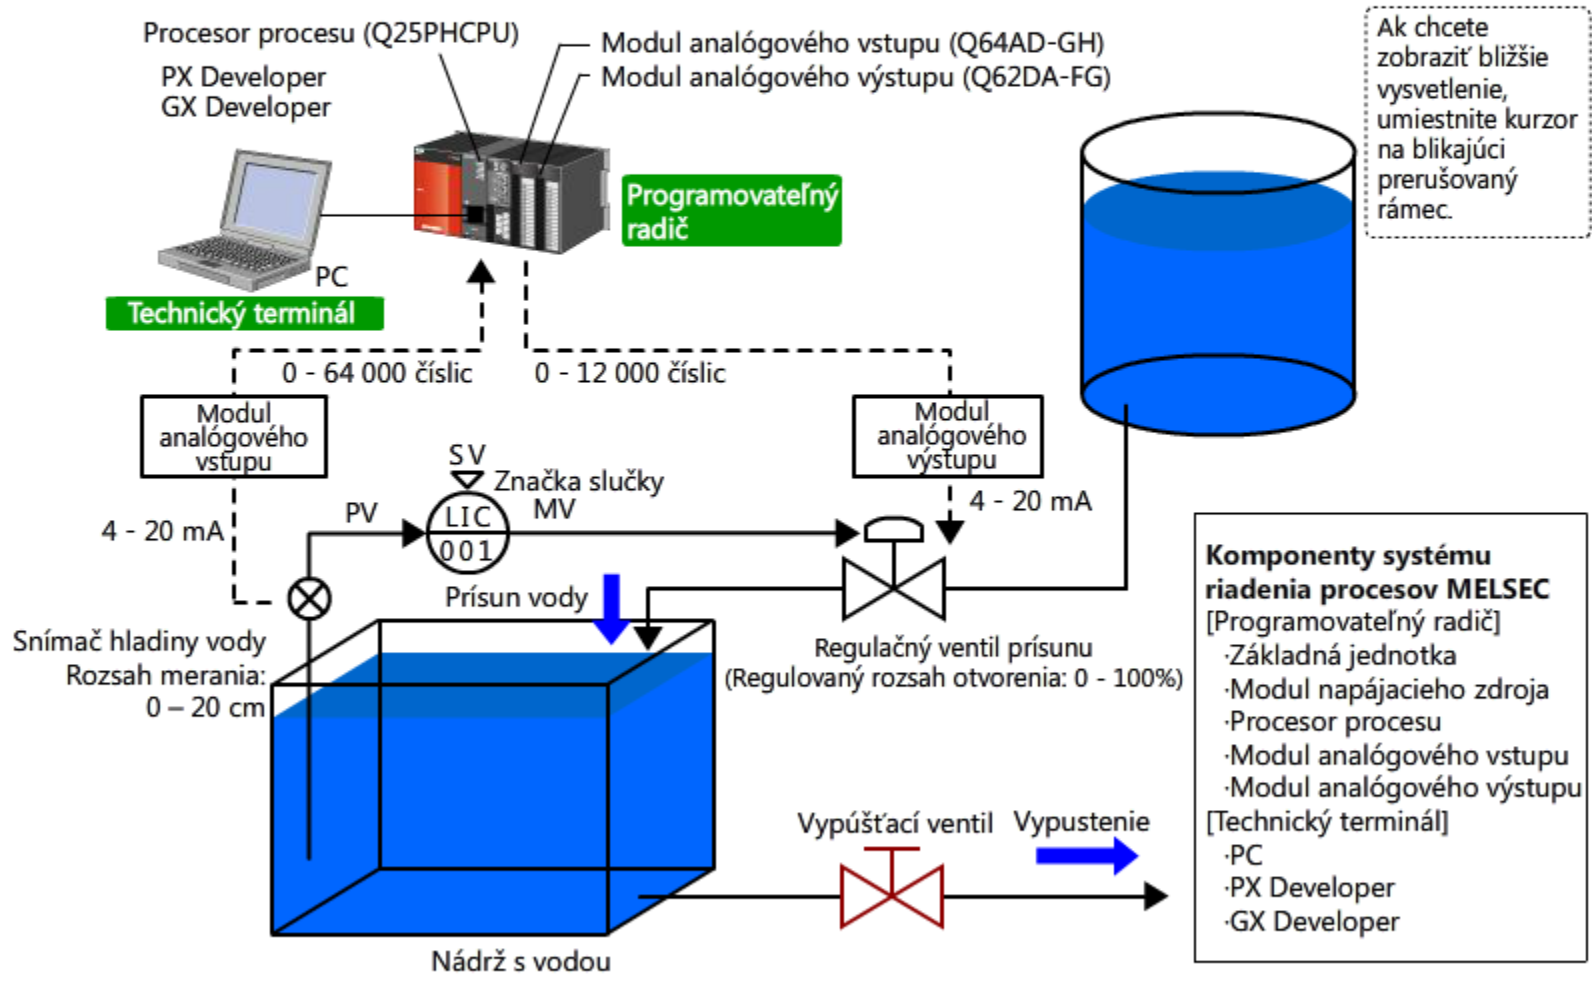 Procesor procesu (Q25PHCPU)
PX Developer
GX Developer
Modul analógového vstupu (Q64AD-GH)
Modul analógového výstupu (Q62DA-FG)
Ak chcete
zobraziť bližšie
vysvetlenie,
umiestnite kurzor
na blikajúci
prerušovaný
rámec.
Programovateľný
radič
PC
Technický terminál
0 - 64 000 číslic
0 - 12 000 číslic
Modul
analógového
vstupu
Modul
analógového
výstupu
SV
Značka slučky
PV
LIC
001
MV
4 - 20 mA
4 - 20 mA
Prísun vody
Snímač hladiny vody
Rozsah merania:
0 – 20 cm
Regulačný ventil prísunu
(Regulovaný rozsah otvorenia: 0 - 100%)
Komponenty systému
riadenia procesov MELSEC
[Programovateľný radič]
·Základná jednotka
·Modul napájacieho zdroja
·Procesor procesu
·Modul analógového vstupu
·Modul analógového výstupu
[Technický terminál]
·PC
·PX Developer
·GX Developer
Vypúšťací ventil
Vypustenie
Nádrž s vodou